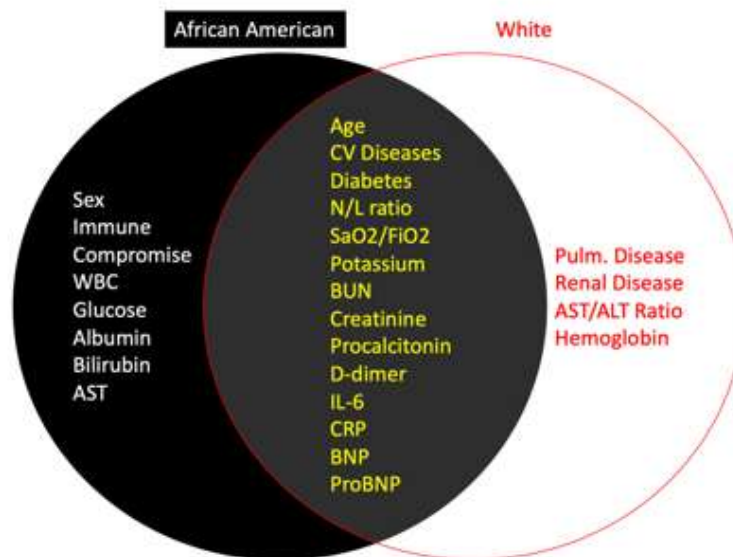 African American
White
Sex
Immune
Compromise
WBC
Glucose
Albumin
Bilirubin
AST
Age
CV Diseases
Diabetes
N/L ratio
SaO2/FiO2
Potassium
BUN
Creatinine
Procalcitonin
D-dimer
IL-6
CRP
BNP
ProBNP
Pulm. Disease
Renal Disease
AST/ALT Ratio
Hemoglobin